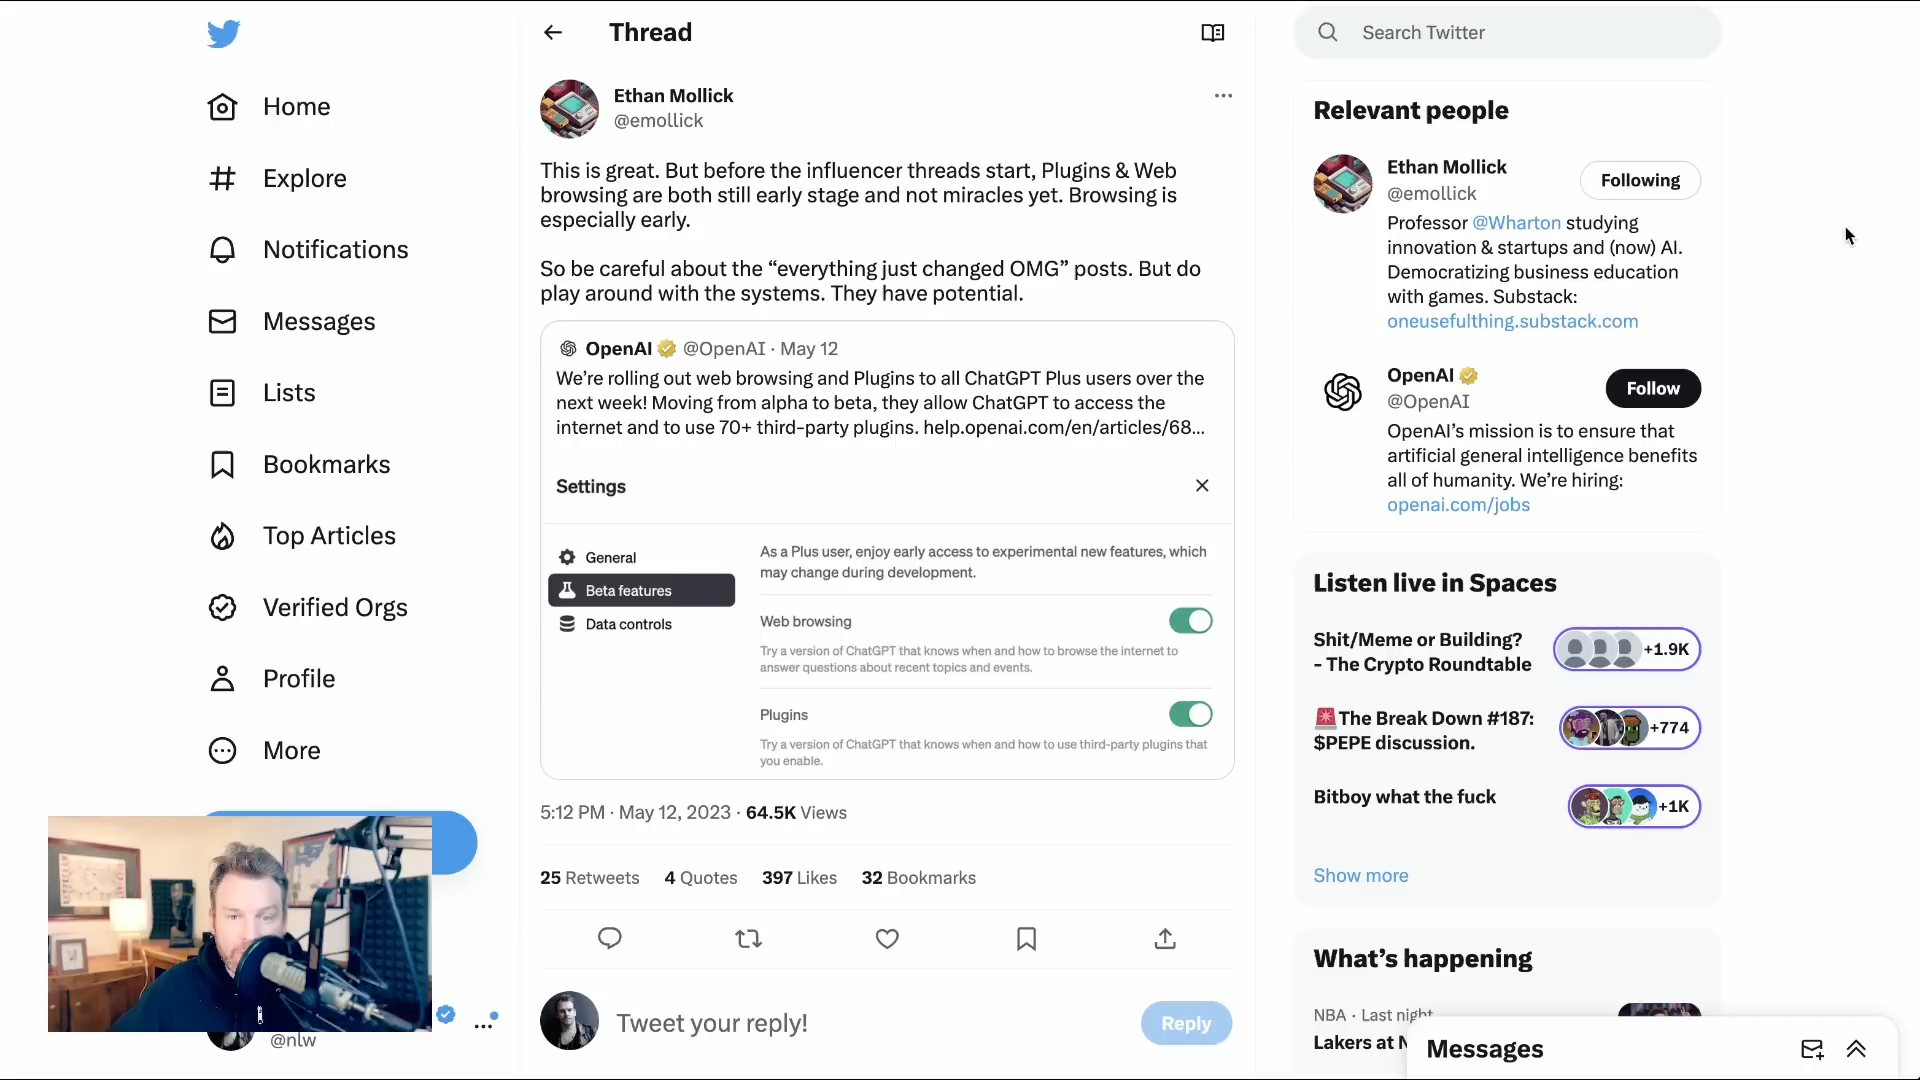 Home
Explore
Notifications
Messages
Lists
Bookmarks
Top Articles
Verified Orgs
Profile
More
@nlw
Thread
Ethan Mollick
@emollick
This is great. But before the influencer threads start, Plugins & Web
browsing are both still early stage and not miracles yet. Browsing is
especially early.
So be careful about the “everything just changed OMG” posts. But do
play around with the systems. They have potential.
OpenAI @OpenAI · May 12
We’re rolling out web browsing and Plugins to all ChatGPT Plus users over the
next week! Moving from alpha to beta, they allow ChatGPT to access the
internet and to use 70+ third-party plugins. help.openai.com/en/articles/68...
Settings
General
Beta features
Data controls
As a Plus user, enjoy early access to experimental new features, which
may change during development.
Web browsing
Try a version of ChatGPT that knows when and how to browse the internet to
answer questions about recent topics and events.
Plugins
Try a version of ChatGPT that knows when and how to use third-party plugins that
you enable.
5:12 PM · May 12, 2023 · 64.5K Views
25 Retweets 4 Quotes 397 Likes 32 Bookmarks
Tweet your reply!
Reply
Search Twitter
Relevant people
Ethan Mollick
@emollick
Following
Professor @Wharton studying
innovation & startups and (now) AI.
Democratizing business education
with games. Substack:
oneusefulthing.substack.com
OpenAI
@OpenAI
Follow
OpenAI’s mission is to ensure that
artificial general intelligence benefits
all of humanity. We’re hiring:
openai.com/jobs
Listen live in Spaces
Shit/Meme or Building?
- The Crypto Roundtable
+1.9K
🚨The Break Down #187:
$PEPE discussion.
+774
Bitboy what the fuck
+1K
Show more
What’s happening
NBA · Last night
Lakers at
Messages